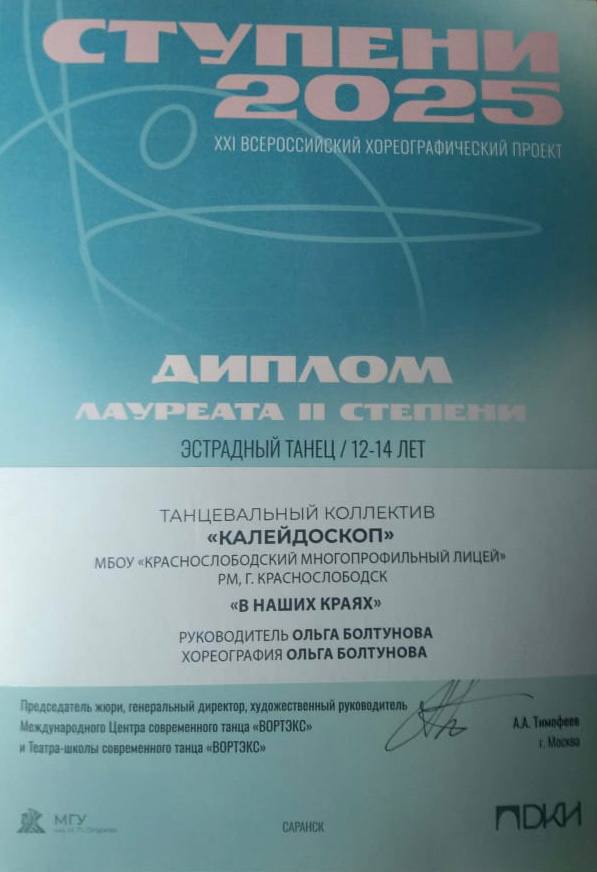 СТУПЕНИ
2025
XXI ВСЕРОССИЙСКИЙ ХОРЕОГРАФИЧЕСКИЙ ПРОЕКТ
ДИПЛОМ
ЛАУРЕАТА II СТЕПЕНИ
ЭСТРАДНЫЙ ТАНЕЦ / 12-14 ЛЕТ
ТАНЦЕВАЛЬНЫЙ КОЛЛЕКТИВ
«КАЛЕЙДОСКОП»
МБОУ «КРАСНОСЛОБОДСКИЙ МНОГОПРОФИЛЬНЫЙ ЛИЦЕЙ»
РМ, Г. КРАСНОСЛОБОДСК
«В НАШИХ КРАЯХ»
РУКОВОДИТЕЛЬ ОЛЬГА БОЛТУНОВА
ХОРЕОГРАФИЯ ОЛЬГА БОЛТУНОВА
Председатель жюри, генеральный директор, художественный руководитель
Международного Центра современного танца «ВОРТЭКС»
и Театра-школы современного танца «ВОРТЭКС»
А.А. Тимофеев
г. Москва
МГУ
САРАНСК
ДКИ